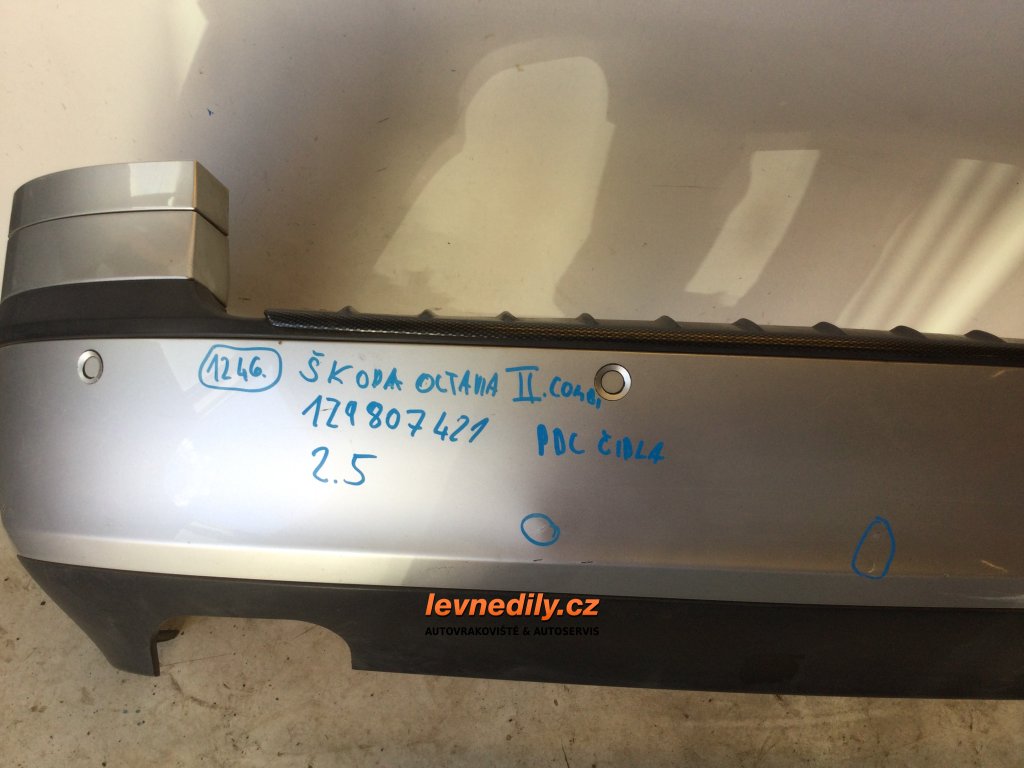 1246. ŠKODA OCTAVIA II. COMBI
1Z9807421 PDC ČIDLA
2.5
levnedily.cz
AUTOVRAKOVIŠTĚ & AUTOSERVIS